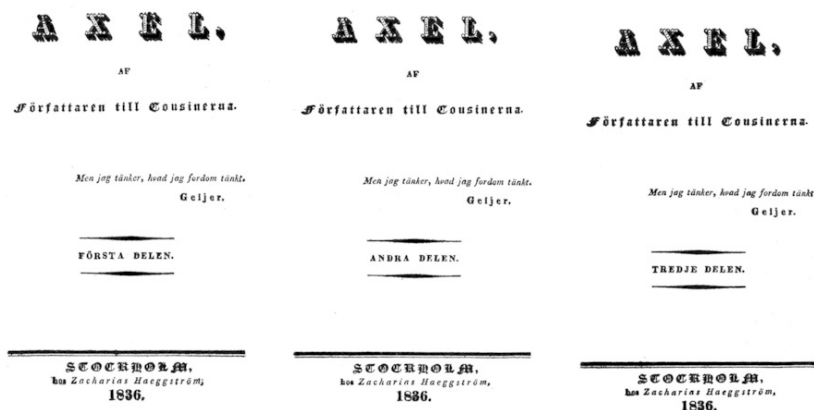 AXEL,
AF
Författaren till Cousinerna.
Men jag tänker, hvad jag fordom tänkt.
Geijer.
FÖRSTA DELEN.
STOCKHOLM,
hos Zacharias Haeggström,
1836.
AXEL,
AF
Författaren till Cousinerna.
Men jag tänker, hvad jag fordom tänkt.
Geijer.
ANDRA DELEN.
STOCKHOLM,
hos Zacharias Haeggström,
1836.
AXEL,
AF
Författaren till Cousinerna.
Men jag tänker, hvad jag fordom tänkt
Geijer.
TREDJE DELEN.
STOCKHOLM,
hos Zacharias Haeggström,
1836.